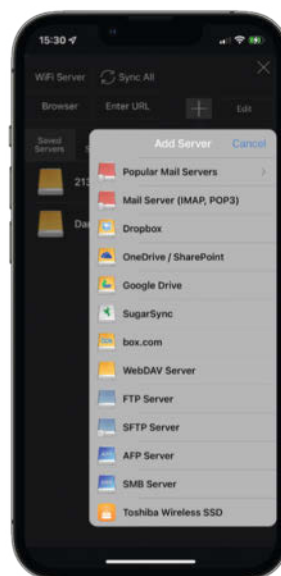 15:30
WiFi Server
Sync All
Browser
Enter URL
Edit
Saved
Servers
213
Add Server
Cancel
Popular Mail Servers
Mail Server (IMAP, POP3)
Dropbox
OneDrive / SharePoint
Google Drive
SugarSync
box.com
WebDAV Server
FTP Server
SFTP Server
AFP Server
SMB Server
Toshiba Wireless SSD